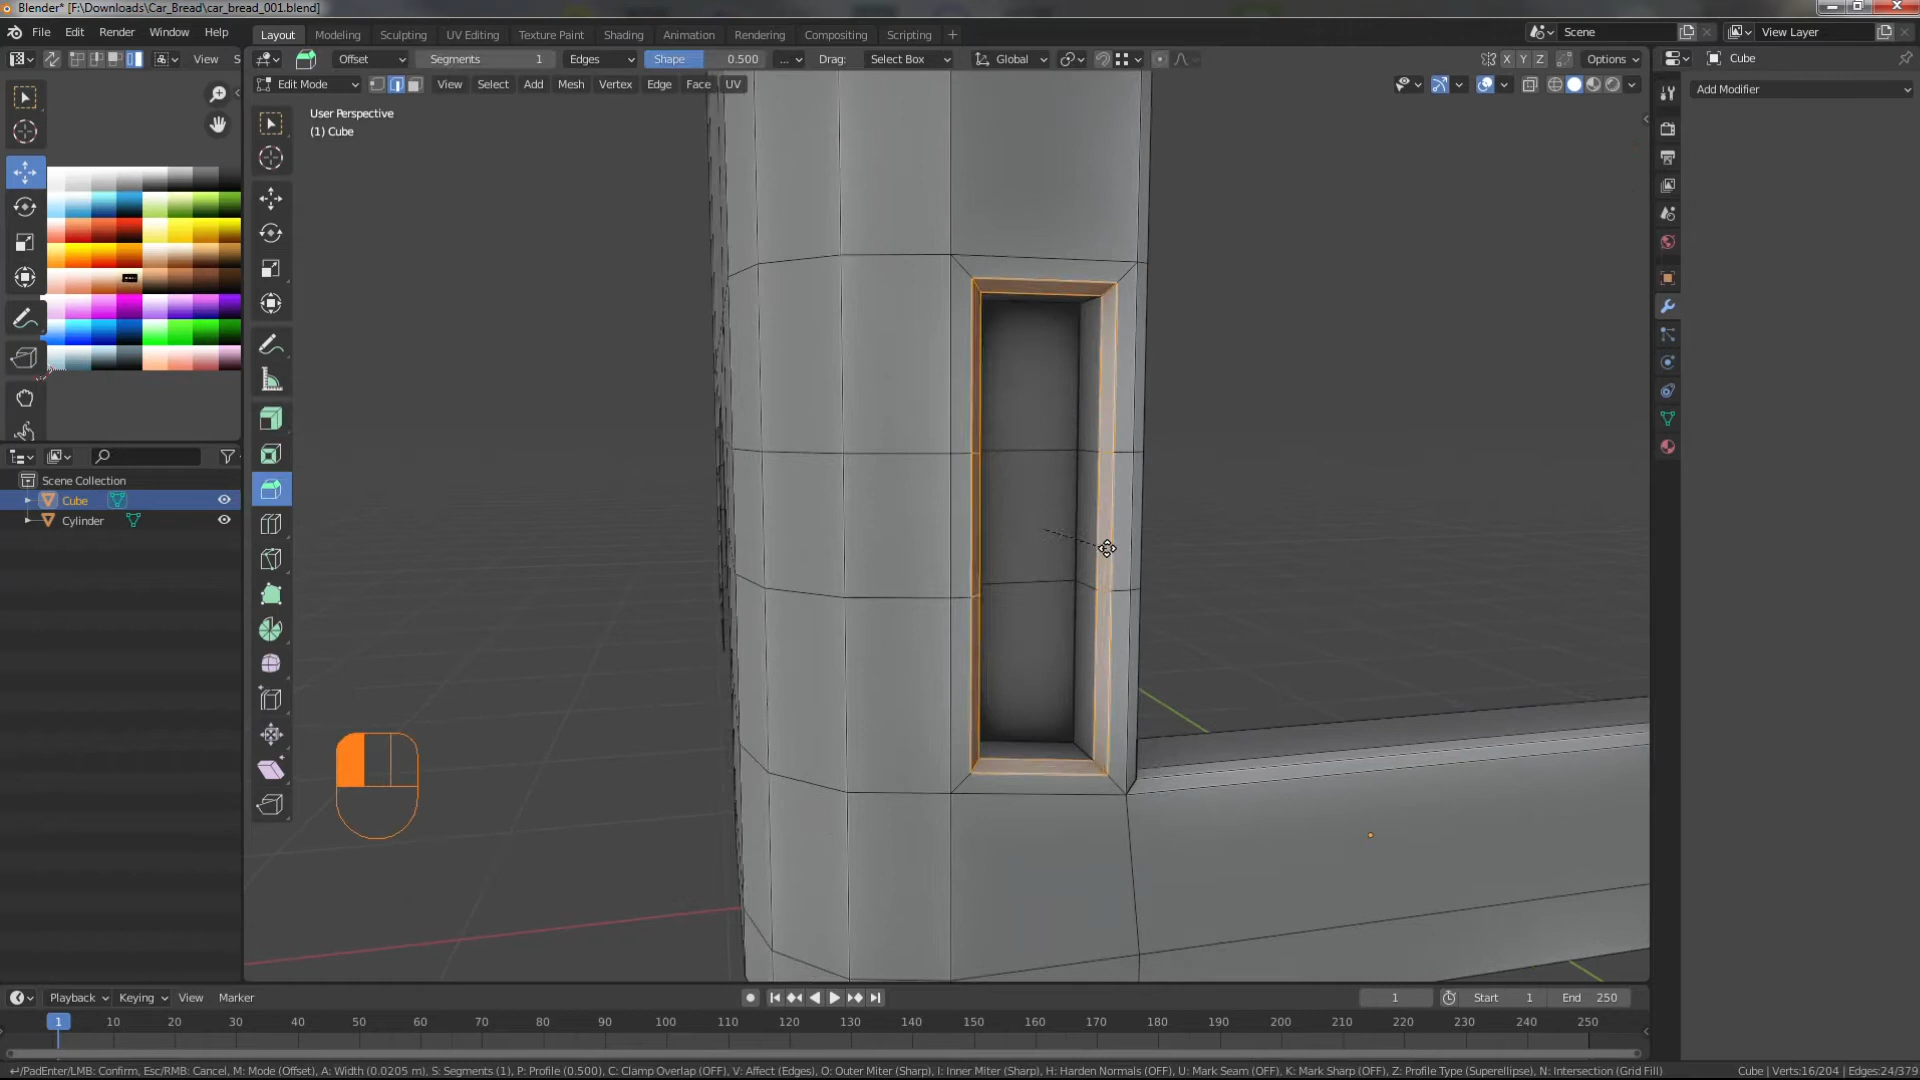 Blender* [F:\Downloads\Car_Bread\car_bread_001.blend]
File Edit Render Window Help Layout Modeling Sculpting UV Editing Texture Paint Shading Animation Rendering Compositing Scripting + Scene View Layer
View S Offset Segments 1 Edges Shape 0.500 ... Drag: Select Box Global X Y Z Options Cube
Edit Mode View Select Add Mesh Vertex Edge Face UV Add Modifier
User Perspective
(1) Cube
Scene Collection
Cube
Cylinder
Playback Keying View Marker 1 Start 1 End 250
1 10 20 30 40 50 60 70 80 90 100 110 120 130 140 150 160 170 180 190 200 210 220 230 240 250
↵/PadEnter/LMB: Confirm, Esc/RMB: Cancel, M: Mode (Offset), A: Width (0.0205 m), S: Segments (1), P: Profile (0.500), C: Clamp Overlap (OFF), V: Affect (Edges), O: Outer Miter (Sharp), I: Inner Miter (Sharp), H: Harden Normals (OFF), U: Mark Seam (OFF), K: Mark Sharp (OFF), Z: Profile Type (Superellipse), N: Intersection (Grid Fill) Cube | Verts:16/204 | Edges:24/379